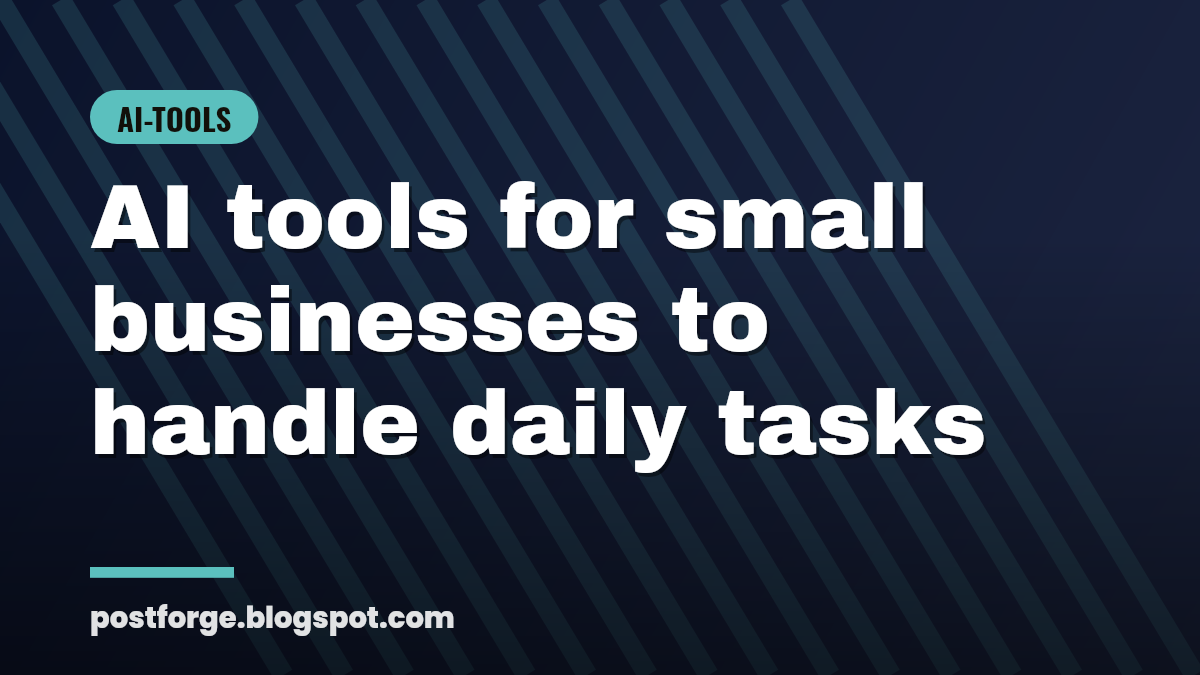 AI-TOOLS
AI tools for small
businesses to
handle daily tasks
postforge.blogspot.com